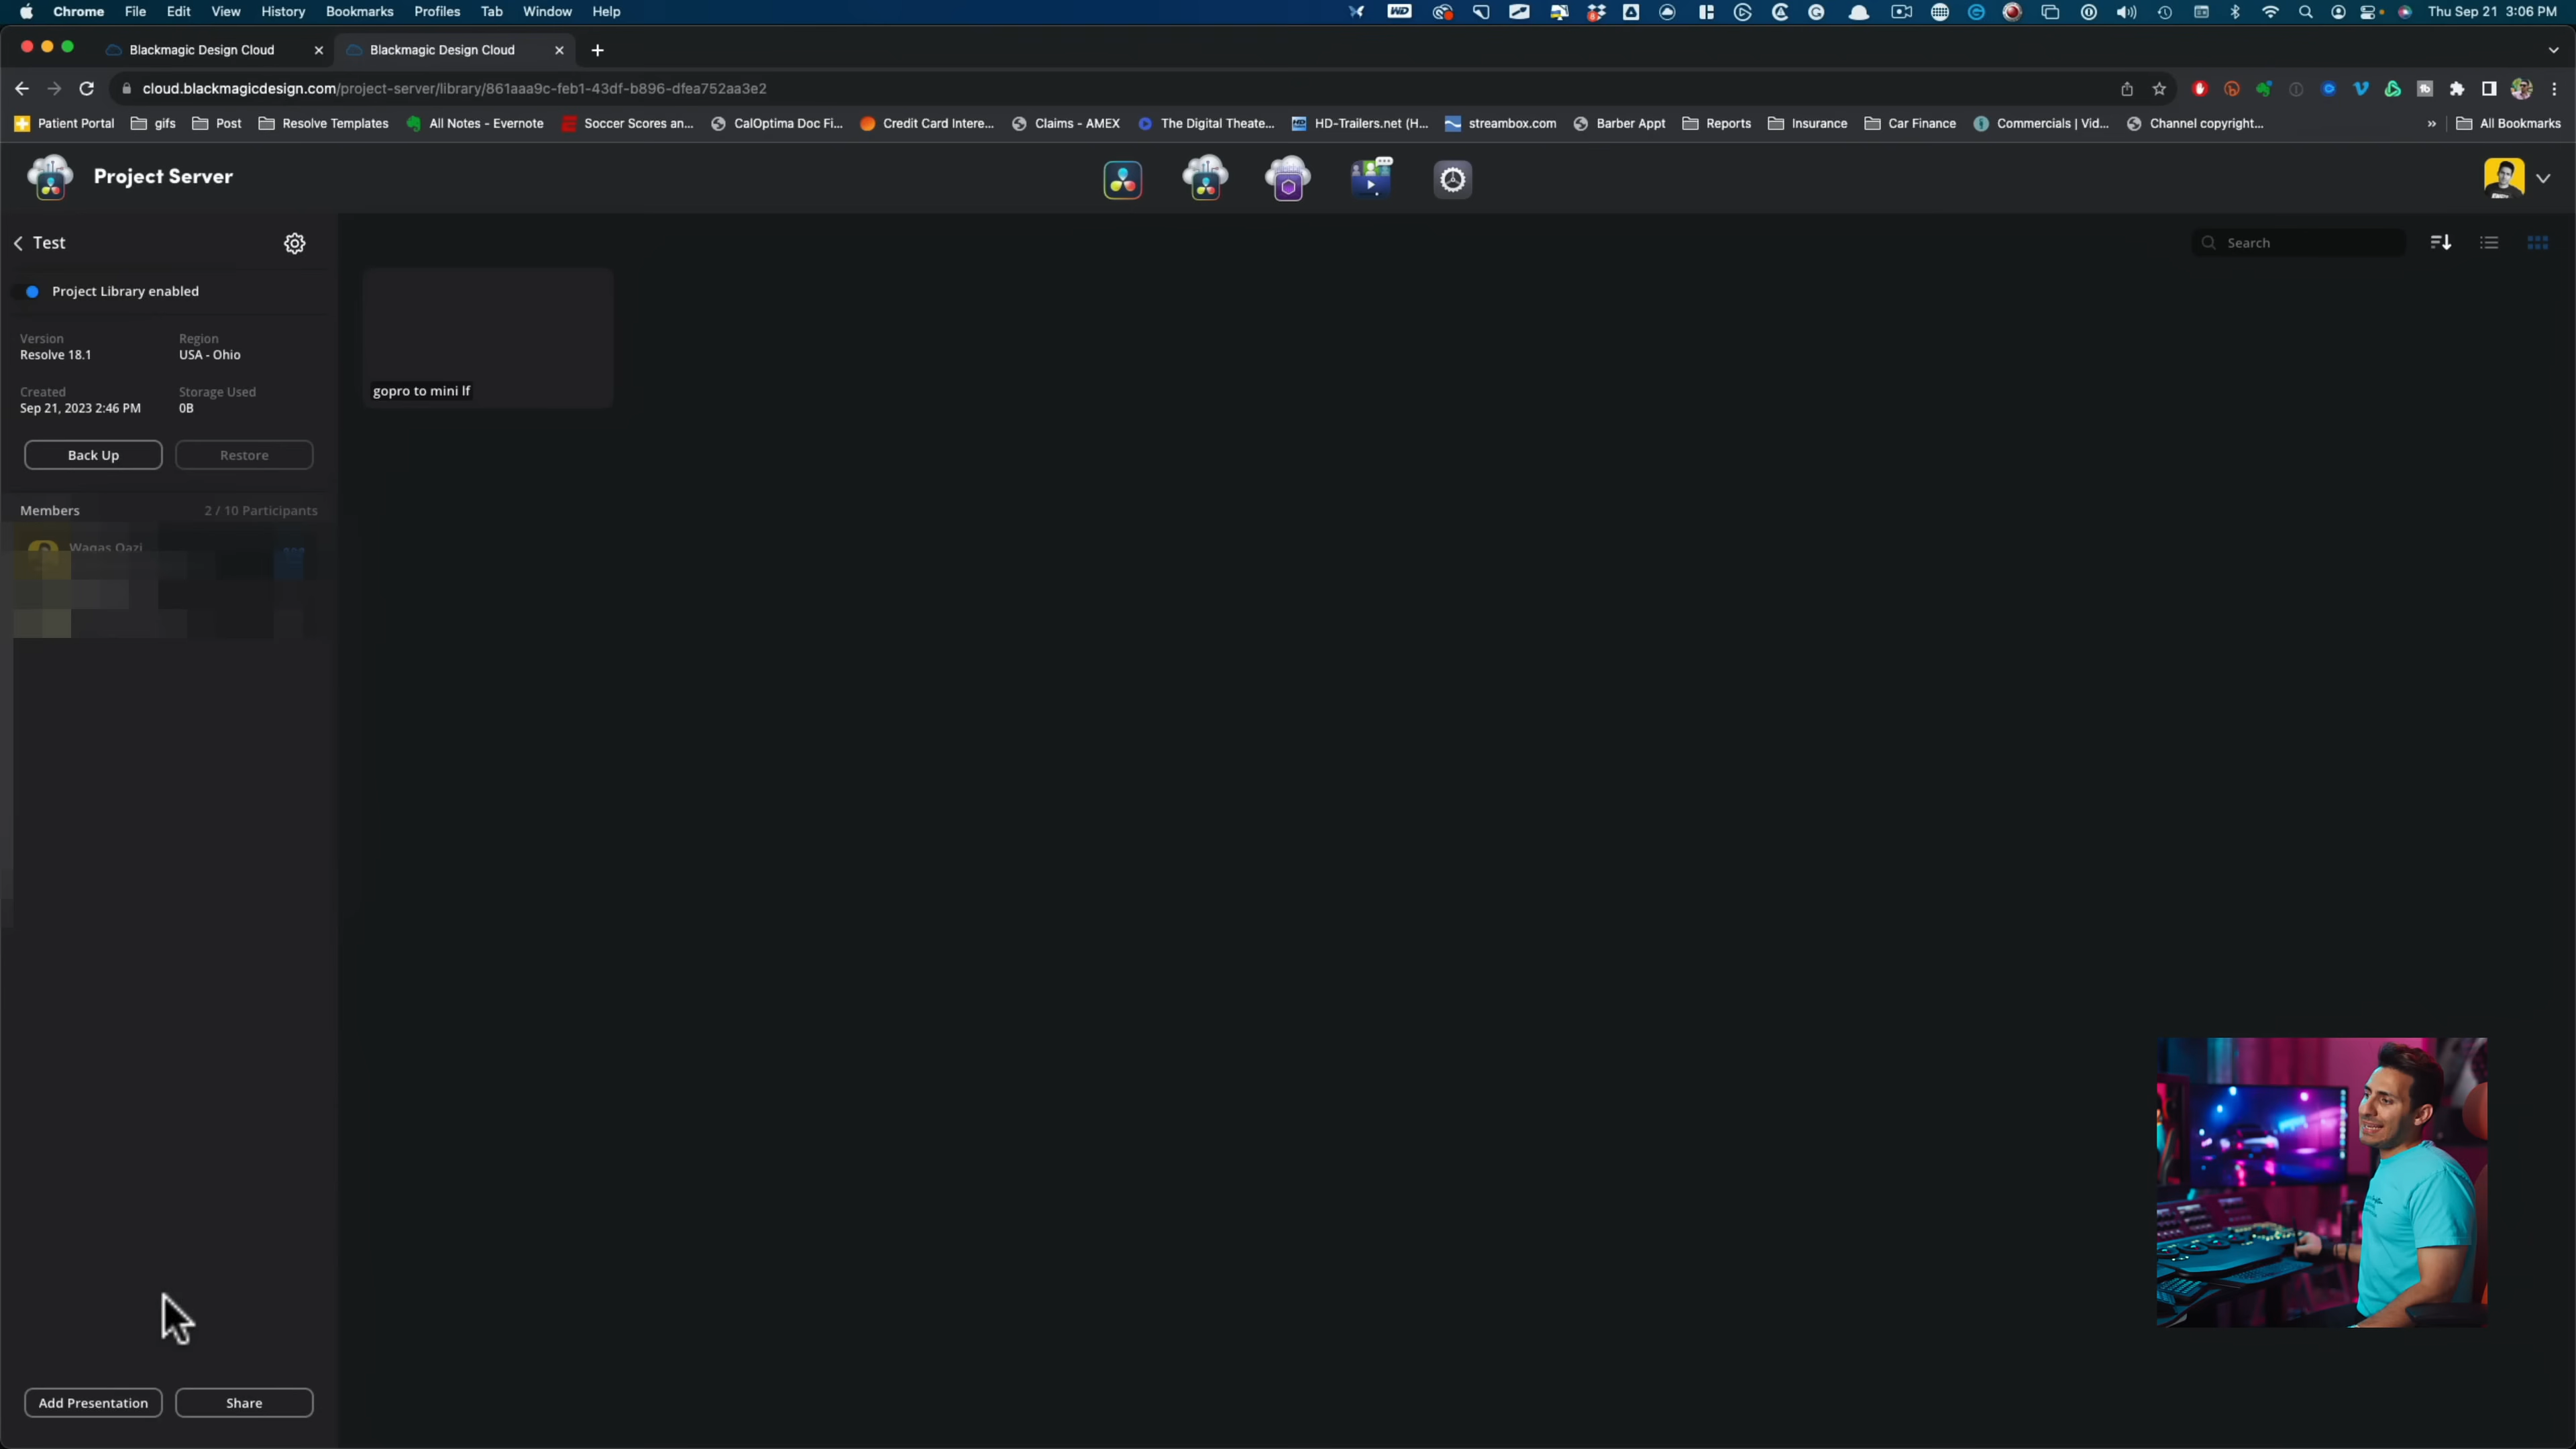 Chrome File Edit View History Bookmarks Profiles Tab Window Help WD Thu Sep 21 3:06 PM
Blackmagic Design Cloud Blackmagic Design Cloud
cloud.blackmagicdesign.com/project-server/library/861aaa9c-feb1-43df-b896-dfea752aa3e2
Patient Portal gifs Post Resolve Templates All Notes - Evernote Soccer Scores an... CalOptima Doc Fi... Credit Card Intere... Claims - AMEX The Digital Theate... HD-Trailers.net (H... streambox.com Barber Appt Reports Insurance Car Finance Commercials | Vid... Channel copyright... » All Bookmarks
Project Server
Test
Search
Project Library enabled
Version Region
Resolve 18.1 USA - Ohio
Created Storage Used
Sep 21, 2023 2:46 PM 0B
gopro to mini lf
Back Up Restore
Members 2 / 10 Participants
Waqas Qazi
Add Presentation Share